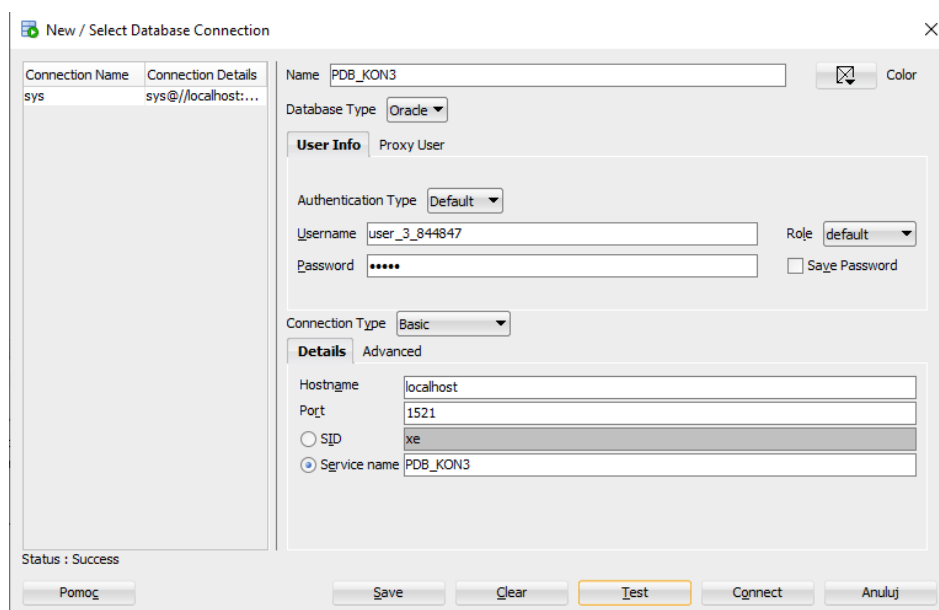 New / Select Database Connection
Connection Name Connection Details
sys sys@//localhost:...
Name PDB_KON3 Color
Database Type Oracle
User Info Proxy User
Authentication Type Default
Username user_3_844847 Role default
Password ••••• Save Password
Connection Type Basic
Details Advanced
Hostname localhost
Port 1521
SID xe
Service name PDB_KON3
Status : Success
Pomoc Save Clear Test Connect Anuluj